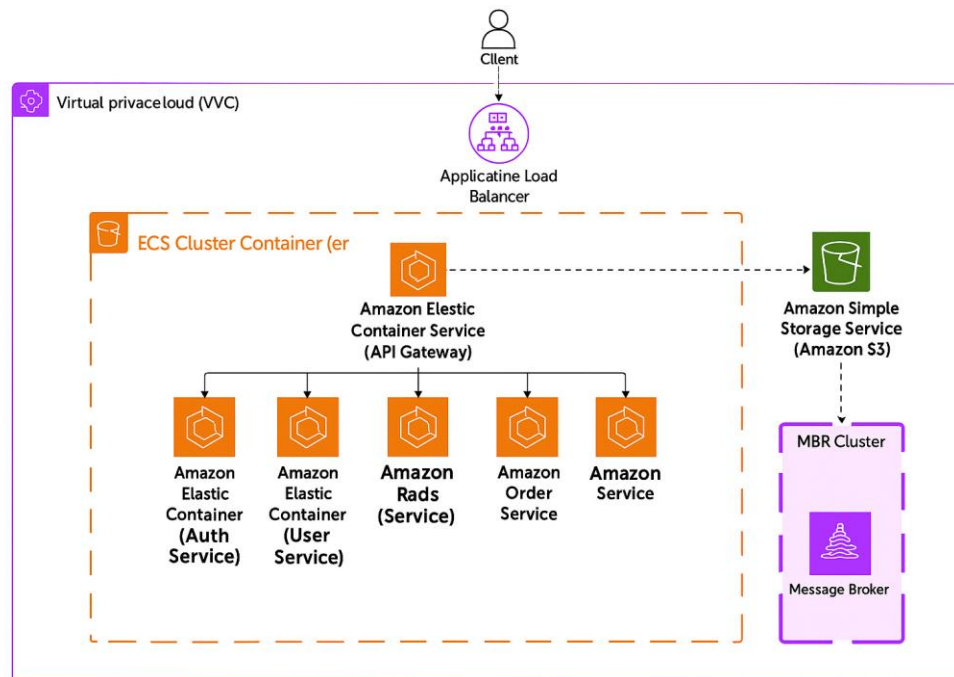 Cllent
Virtual privaceloud (VVC)
Applicatine Load
Balancer
ECS Cluster Container (er
Amazon Elestic
Container Service
(API Gateway)
Amazon Simple
Storage Service
(Amazon S3)
MBR Cluster
Amazon
Elastic
Container
(Auth
Service)
Amazon
Elastic
Container
(User
Service)
Amazon
Rads
(Service)
Amazon
Order
Service
Amazon
Service
Message Broker